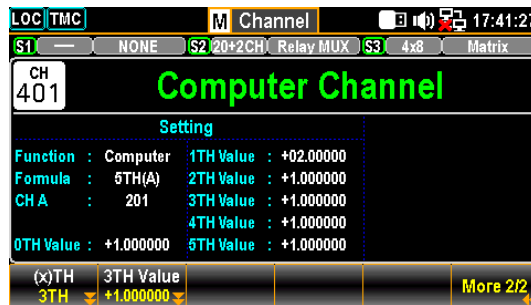 LOC TMC M Channel 17:41:27
S1 — NONE S2 20+2CH Relay MUX S3 4x8 Matrix
CH
401
Computer Channel
Setting
Function : Computer 1TH Value : +02.00000
Formula : 5TH(A) 2TH Value : +1.000000
CH A : 201 3TH Value : +1.000000
4TH Value : +1.000000
0TH Value : +1.000000 5TH Value : +1.000000
(x)TH 3TH Value
3TH +1.000000 More 2/2